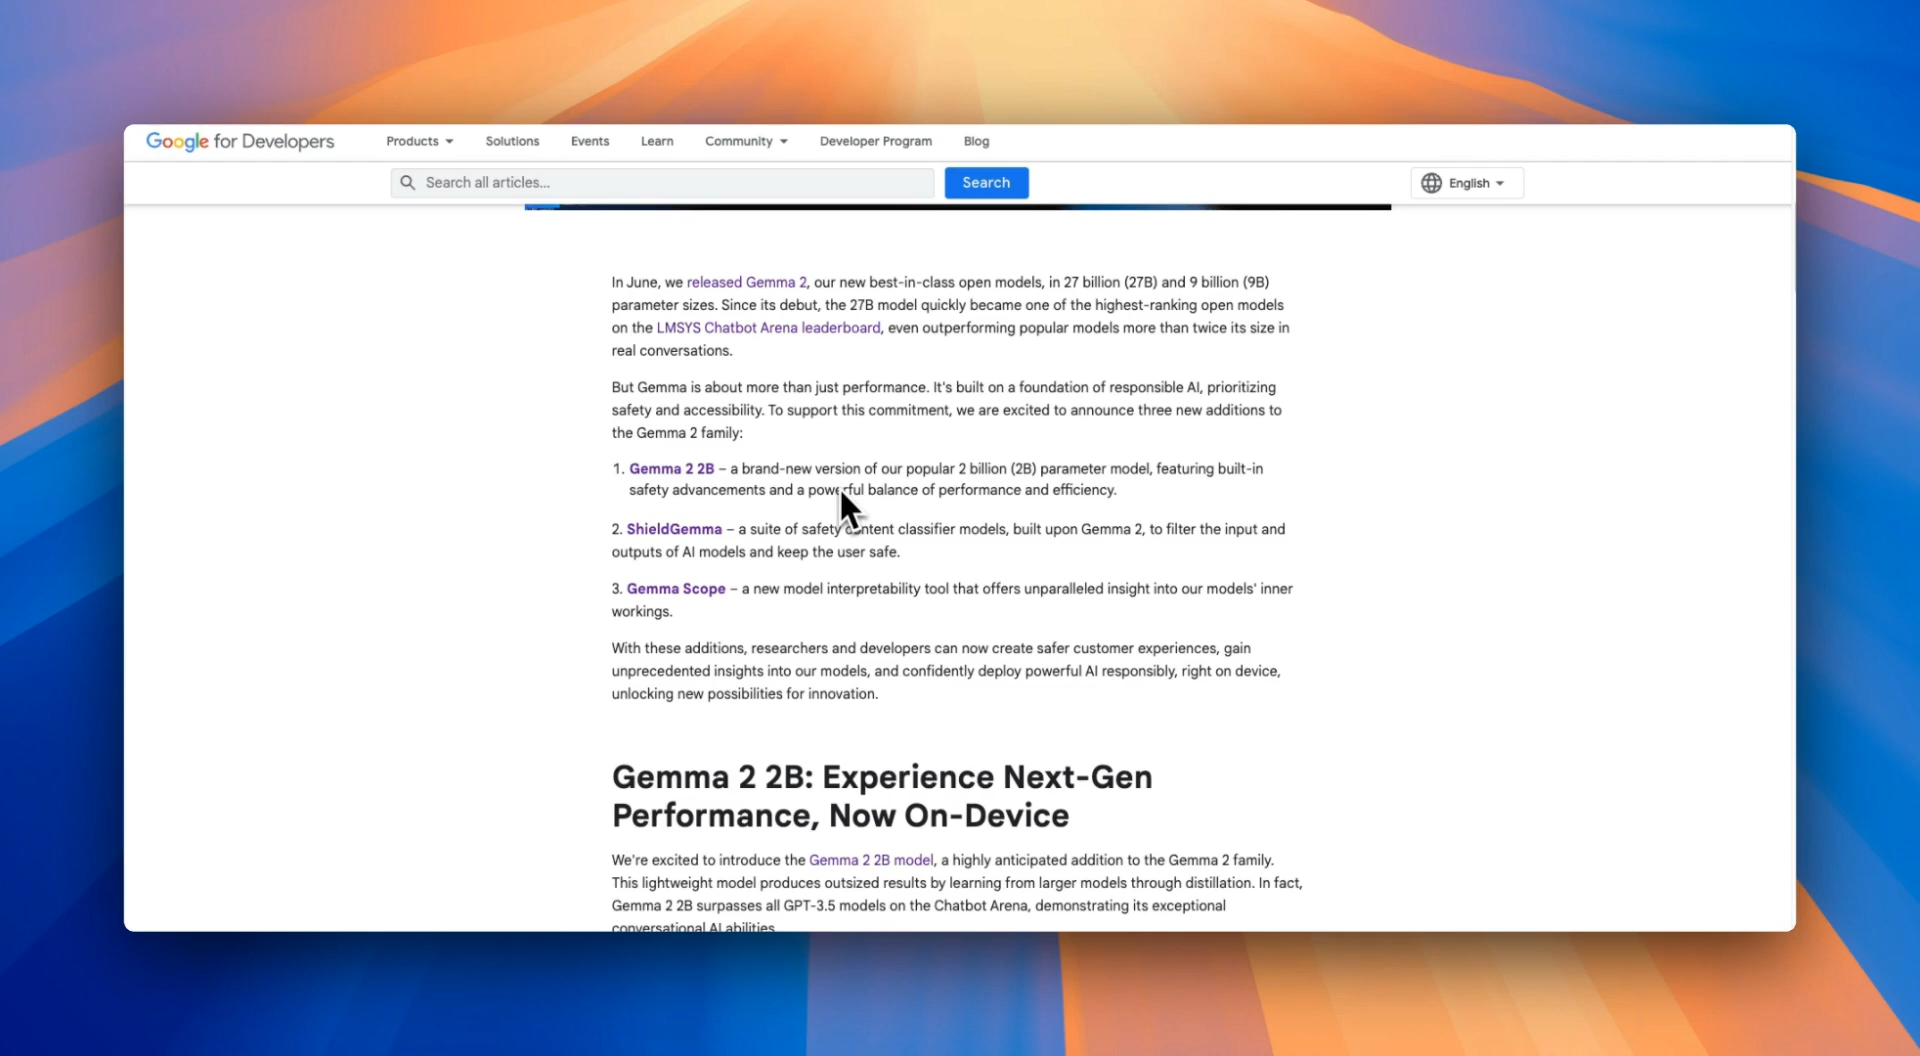 Google for Developers
Products
Solutions
Events
Learn
Community
Developer Program
Blog
Search all articles...
Search
English
In June, we released Gemma 2, our new best-in-class open models, in 27 billion (27B) and 9 billion (9B)
parameter sizes. Since its debut, the 27B model quickly became one of the highest-ranking open models
on the LMSYS Chatbot Arena leaderboard, even outperforming popular models more than twice its size in
real conversations.
But Gemma is about more than just performance. It's built on a foundation of responsible AI, prioritizing
safety and accessibility. To support this commitment, we are excited to announce three new additions to
the Gemma 2 family:
1. Gemma 2 2B – a brand-new version of our popular 2 billion (2B) parameter model, featuring built-in
safety advancements and a powerful balance of performance and efficiency.
2. ShieldGemma – a suite of safety content classifier models, built upon Gemma 2, to filter the input and
outputs of AI models and keep the user safe.
3. Gemma Scope – a new model interpretability tool that offers unparalleled insight into our models' inner
workings.
With these additions, researchers and developers can now create safer customer experiences, gain
unprecedented insights into our models, and confidently deploy powerful AI responsibly, right on device,
unlocking new possibilities for innovation.
Gemma 2 2B: Experience Next-Gen
Performance, Now On-Device
We're excited to introduce the Gemma 2 2B model, a highly anticipated addition to the Gemma 2 family.
This lightweight model produces outsized results by learning from larger models through distillation. In fact,
Gemma 2 2B surpasses all GPT-3.5 models on the Chatbot Arena, demonstrating its exceptional
conversational AI abilities.